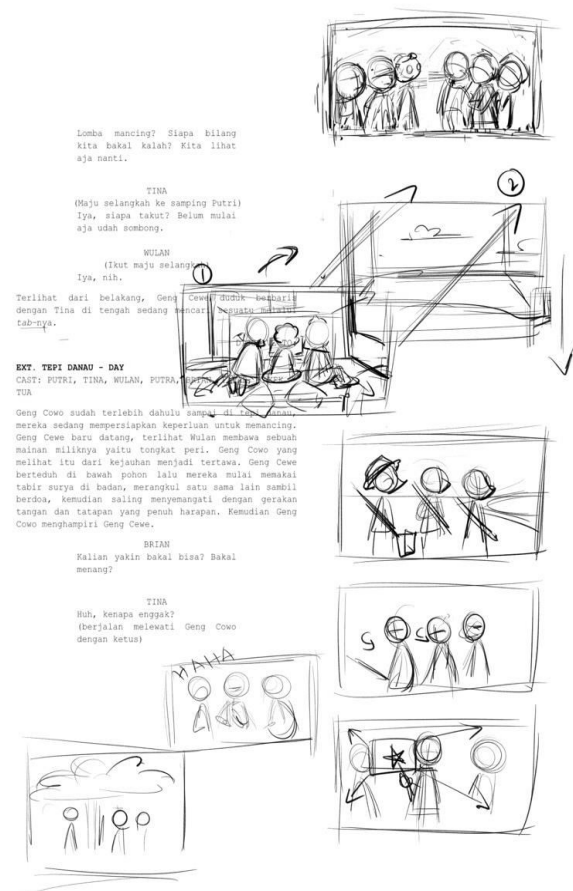 Lomba mancing? Siapa bilang
kita bakal kalah? Kita lihat
aja nanti.
TINA
(Maju selangkah ke samping Putri)
Iya, siapa takut? Belum mulai
aja udah sombong.
WULAN
(Ikut maju selangkah)
Iya, nih.
2
1
Terlihat dari belakang, Geng Cewe duduk berbaris
dengan Tina di tengah sedang mencari sesuatu melalui
tab-nya.
EXT. TEPI DANAU - DAY
CAST: PUTRI, TINA, WULAN, PUTRA,
TUA
Geng Cowo sudah terlebih dahulu sampai di tepi danau,
mereka sedang mempersiapkan keperluan untuk memancing.
Geng Cewe baru datang, terlihat Wulan membawa sebuah
mainan miliknya yaitu tongkat peri. Geng Cowo yang
melihat itu dari kejauhan menjadi tertawa. Geng Cewe
berteduh di bawah pohon lalu mereka mulai memakai
tabir surya di badan, merangkul satu sama lain sambil
berdoa, kemudian saling menyemangati dengan gerakan
tangan dan tatapan yang penuh harapan. Kemudian Geng
Cowo menghampiri Geng Cewe.
BRIAN
Kalian yakin bakal bisa? Bakal
menang?
TINA
Huh, kenapa enggak?
(berjalan melewati Geng Cowo
dengan ketus)
HAHA